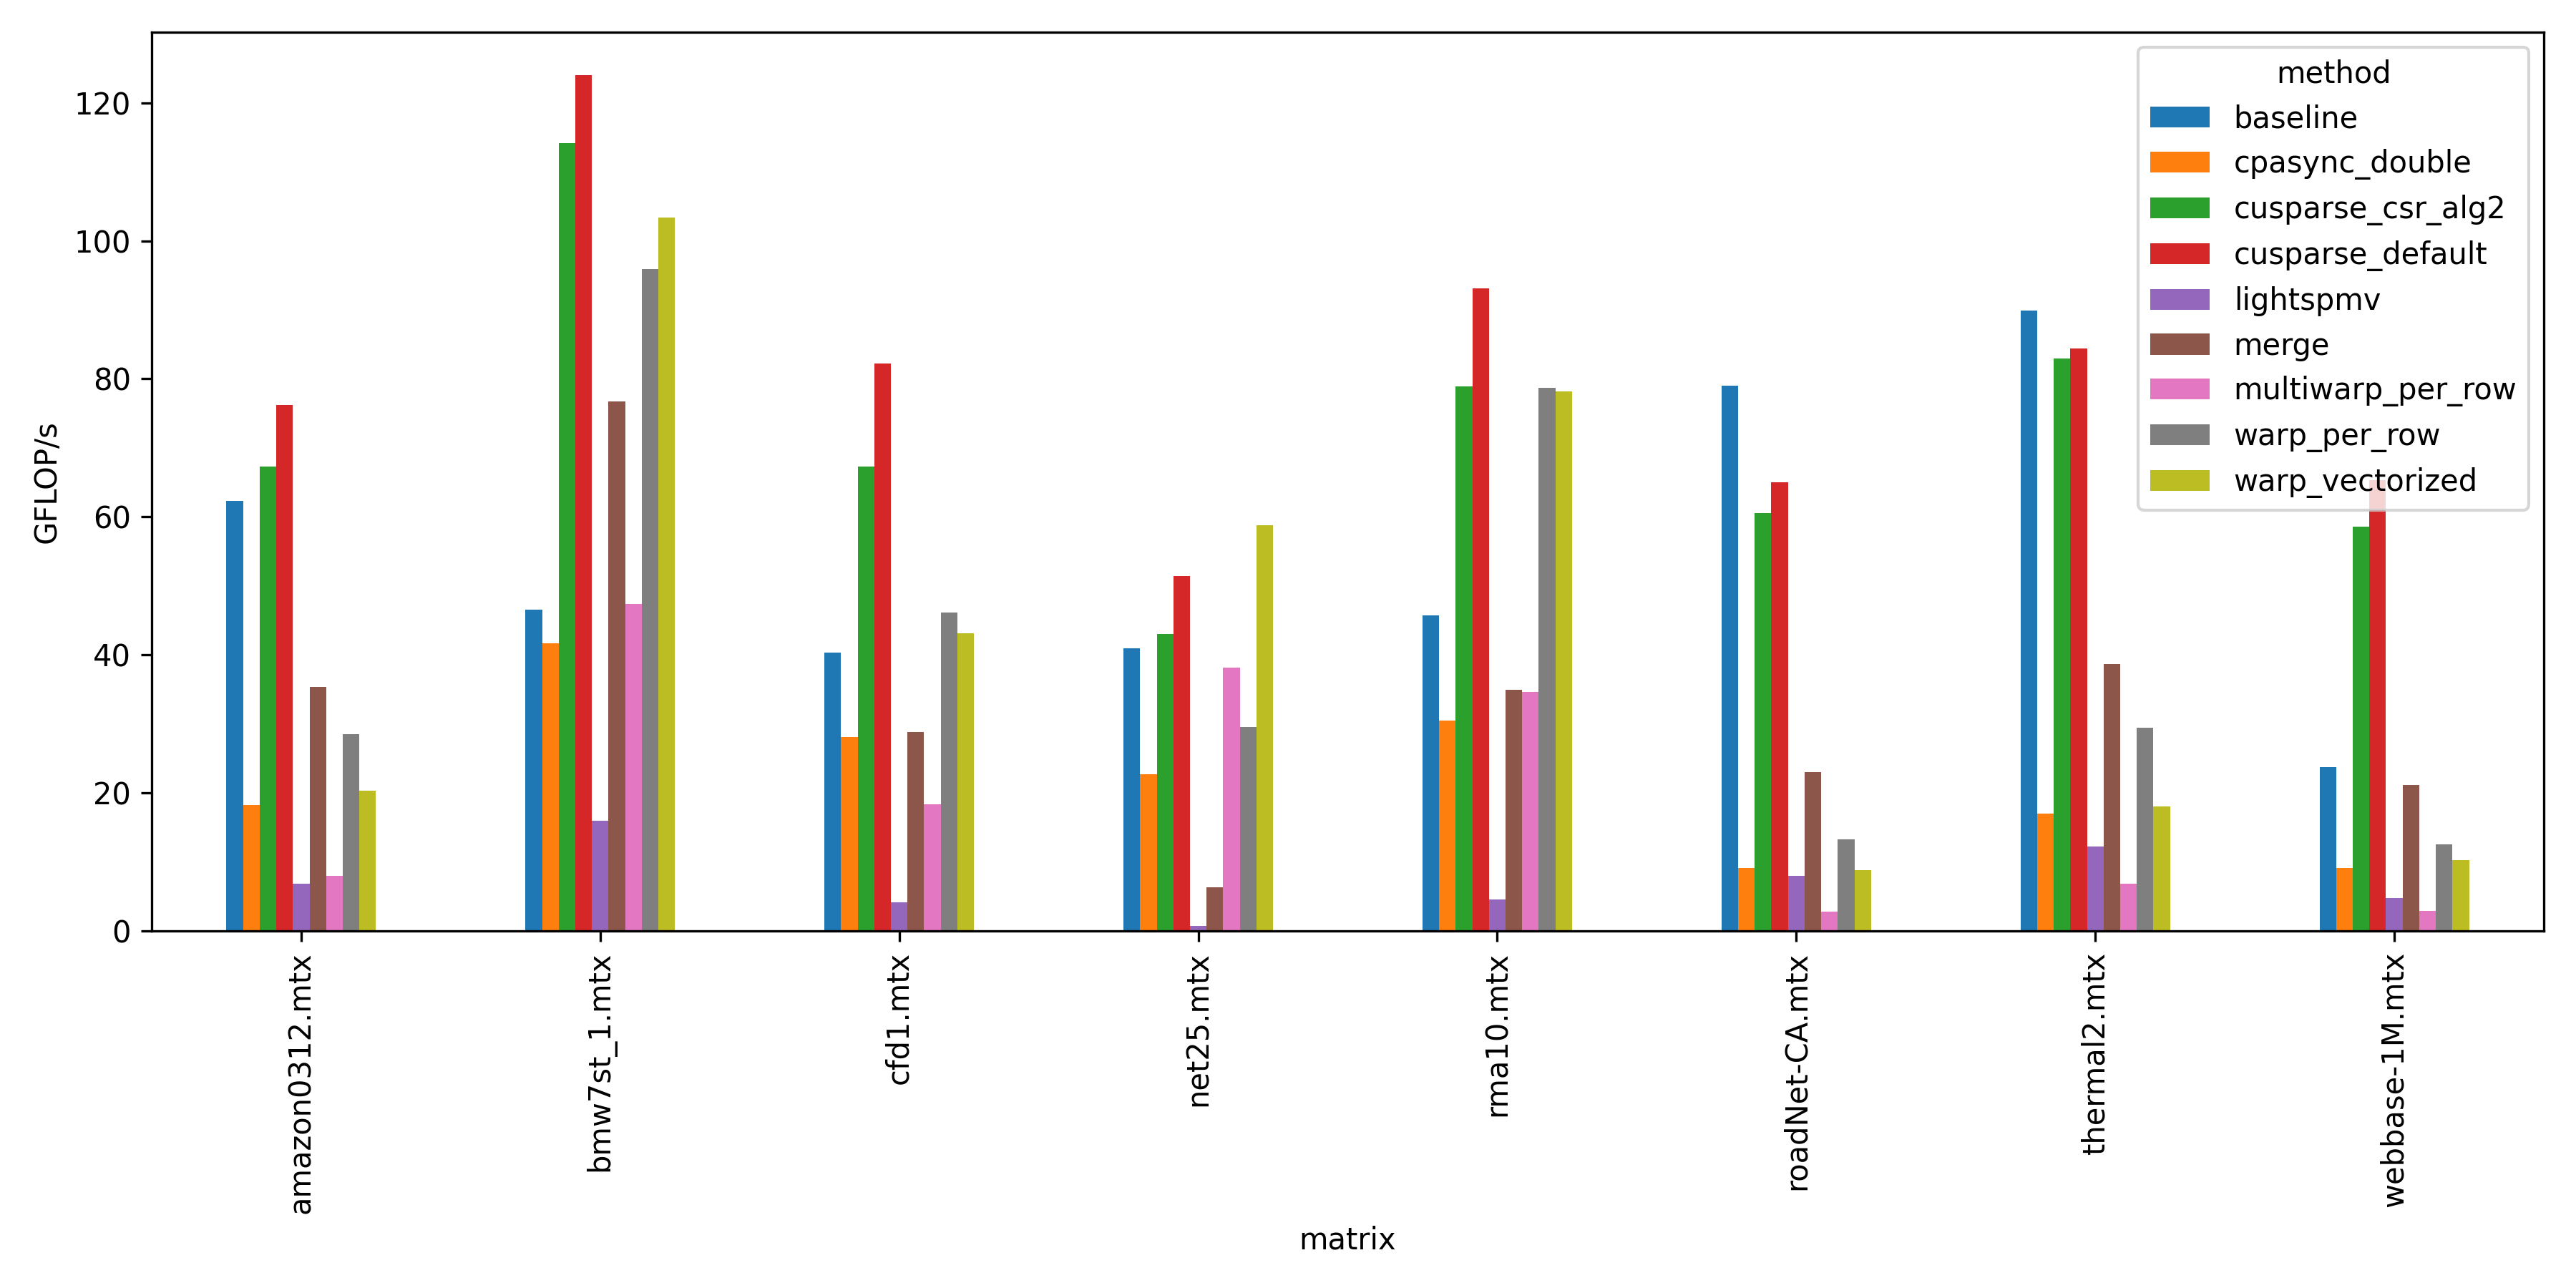 GFLOP/s
120
100
80
60
40
20
0
method
baseline
cpasync_double
cusparse_csr_alg2
cusparse_default
lightspmv
merge
multiwarp_per_row
warp_per_row
warp_vectorized
amazon0312.mtx
bmw7st_1.mtx
cfd1.mtx
net25.mtx
rma10.mtx
roadNet-CA.mtx
thermal2.mtx
webbase-1M.mtx
matrix